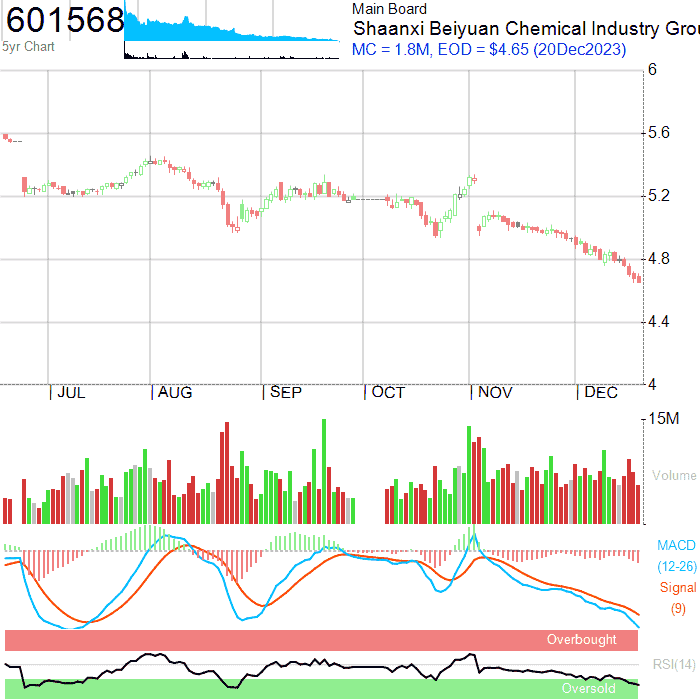 601568
5yr Chart
Main Board
Shaanxi Beiyuan Chemical Industry Grou
MC = 1.8M, EOD = $4.65 (20Dec2023)
6
5.6
5.2
4.8
4.4
4
JUL AUG SEP OCT NOV DEC
15M
Volume
MACD
(12-26)
Signal
(9)
Overbought
RSI(14)
Oversold